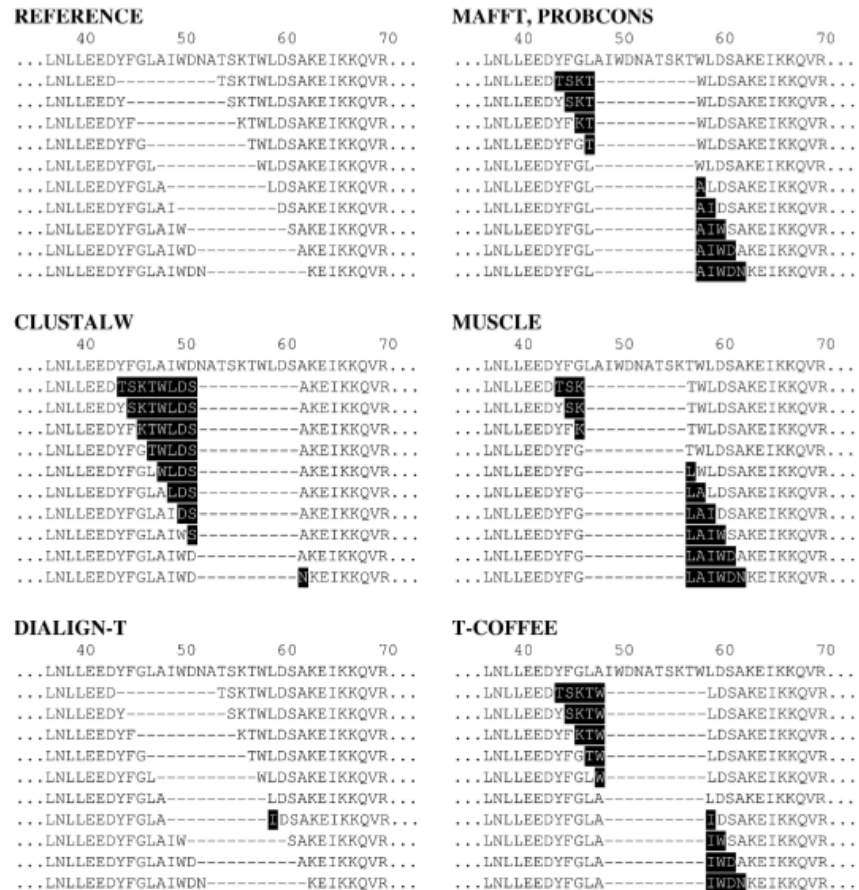 REFERENCE
40 50 60 70
...LNLLEEDYFGLAIWDNATSKTWLDSAKEIKKQVR...
...LNLLEED----------TSKTWLDSAKEIKKQVR...
...LNLLEEDY----------SKTWLDSAKEIKKQVR...
...LNLLEEDYF----------KTWLDSAKEIKKQVR...
...LNLLEEDYFG----------TWLDSAKEIKKQVR...
...LNLLEEDYFGL----------WLDSAKEIKKQVR...
...LNLLEEDYFGLA----------LDSAKEIKKQVR...
...LNLLEEDYFGLAI----------DSAKEIKKQVR...
...LNLLEEDYFGLAIW----------SAKEIKKQVR...
...LNLLEEDYFGLAIWD----------AKEIKKQVR...
...LNLLEEDYFGLAIWDN----------KEIKKQVR...
MAFFT, PROBCONS
40 50 60 70
...LNLLEEDYFGLAIWDNATSKTWLDSAKEIKKQVR...
...LNLLEEDTSKT----------WLDSAKEIKKQVR...
...LNLLEEDYSKT----------WLDSAKEIKKQVR...
...LNLLEEDYFKT----------WLDSAKEIKKQVR...
...LNLLEEDYFGT----------WLDSAKEIKKQVR...
...LNLLEEDYFGL----------WLDSAKEIKKQVR...
...LNLLEEDYFGL----------ALDSAKEIKKQVR...
...LNLLEEDYFGL----------AIDSAKEIKKQVR...
...LNLLEEDYFGL----------AIWSAKEIKKQVR...
...LNLLEEDYFGL----------AIWDAKEIKKQVR...
...LNLLEEDYFGL----------AIWDNKEIKKQVR...
CLUSTALW
40 50 60 70
...LNLLEEDYFGLAIWDNATSKTWLDSAKEIKKQVR...
...LNLLEEDTSKTWLDS----------AKEIKKQVR...
...LNLLEEDYSKTWLDS----------AKEIKKQVR...
...LNLLEEDYFKTWLDS----------AKEIKKQVR...
...LNLLEEDYFGTWLDS----------AKEIKKQVR...
...LNLLEEDYFGLWLDS----------AKEIKKQVR...
...LNLLEEDYFGLALDS----------AKEIKKQVR...
...LNLLEEDYFGLAIDS----------AKEIKKQVR...
...LNLLEEDYFGLAIWS----------AKEIKKQVR...
...LNLLEEDYFGLAIWD----------AKEIKKQVR...
...LNLLEEDYFGLAIWD----------NKEIKKQVR...
MUSCLE
40 50 60 70
...LNLLEEDYFGLAIWDNATSKTWLDSAKEIKKQVR...
...LNLLEEDTSK----------TWLDSAKEIKKQVR...
...LNLLEEDYSK----------TWLDSAKEIKKQVR...
...LNLLEEDYFK----------TWLDSAKEIKKQVR...
...LNLLEEDYFG----------TWLDSAKEIKKQVR...
...LNLLEEDYFG----------LWLDSAKEIKKQVR...
...LNLLEEDYFG----------LALDSAKEIKKQVR...
...LNLLEEDYFG----------LAIDSAKEIKKQVR...
...LNLLEEDYFG----------LAIWSAKEIKKQVR...
...LNLLEEDYFG----------LAIWDAKEIKKQVR...
...LNLLEEDYFG----------LAIWDNKEIKKQVR...
DIALIGN-T
40 50 60 70
...LNLLEEDYFGLAIWDNATSKTWLDSAKEIKKQVR...
...LNLLEED----------TSKTWLDSAKEIKKQVR...
...LNLLEEDY----------SKTWLDSAKEIKKQVR...
...LNLLEEDYF----------KTWLDSAKEIKKQVR...
...LNLLEEDYFG----------TWLDSAKEIKKQVR...
...LNLLEEDYFGL----------WLDSAKEIKKQVR...
...LNLLEEDYFGLA----------LDSAKEIKKQVR...
...LNLLEEDYFGLA----------IDSAKEIKKQVR...
...LNLLEEDYFGLAIW----------SAKEIKKQVR...
...LNLLEEDYFGLAIWD----------AKEIKKQVR...
...LNLLEEDYFGLAIWDN----------KEIKKQVR...
T-COFFEE
40 50 60 70
...LNLLEEDYFGLAIWDNATSKTWLDSAKEIKKQVR...
...LNLLEEDTSKTW----------LDSAKEIKKQVR...
...LNLLEEDYSKTW----------LDSAKEIKKQVR...
...LNLLEEDYFKTW----------LDSAKEIKKQVR...
...LNLLEEDYFGTW----------LDSAKEIKKQVR...
...LNLLEEDYFGLW----------LDSAKEIKKQVR...
...LNLLEEDYFGLA----------LDSAKEIKKQVR...
...LNLLEEDYFGLA----------IDSAKEIKKQVR...
...LNLLEEDYFGLA----------IWSAKEIKKQVR...
...LNLLEEDYFGLA----------IWDAKEIKKQVR...
...LNLLEEDYFGLA----------IWDNKEIKKQVR...